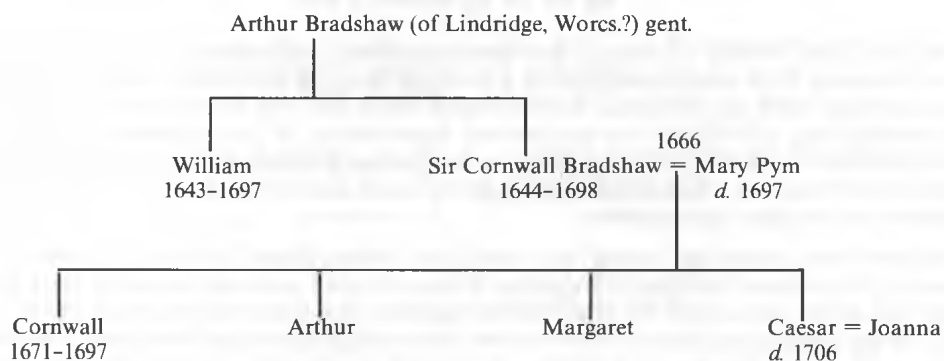 Arthur Bradshaw (of Lindridge, Worcs.?) gent.
1666
William Sir Cornwall Bradshaw = Mary Pym
1643–1697 1644–1698 d. 1697
Cornwall Arthur Margaret Caesar = Joanna
1671–1697 d. 1706